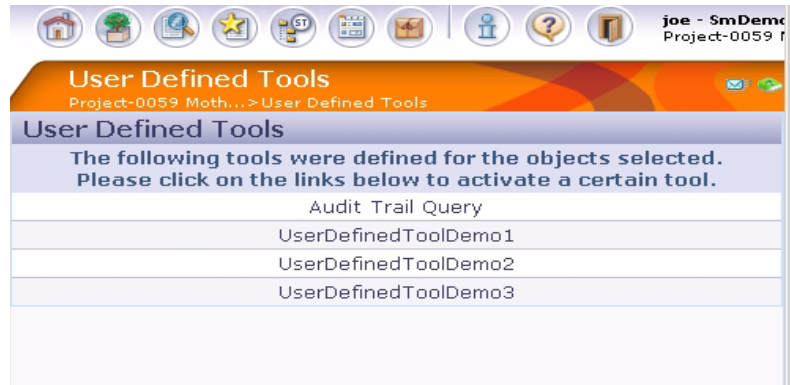 ST
joe - SmDemo
Project-0059
User Defined Tools
Project-0059 Moth...>User Defined Tools
User Defined Tools
The following tools were defined for the objects selected.
Please click on the links below to activate a certain tool.
Audit Trail Query
UserDefinedToolDemo1
UserDefinedToolDemo2
UserDefinedToolDemo3